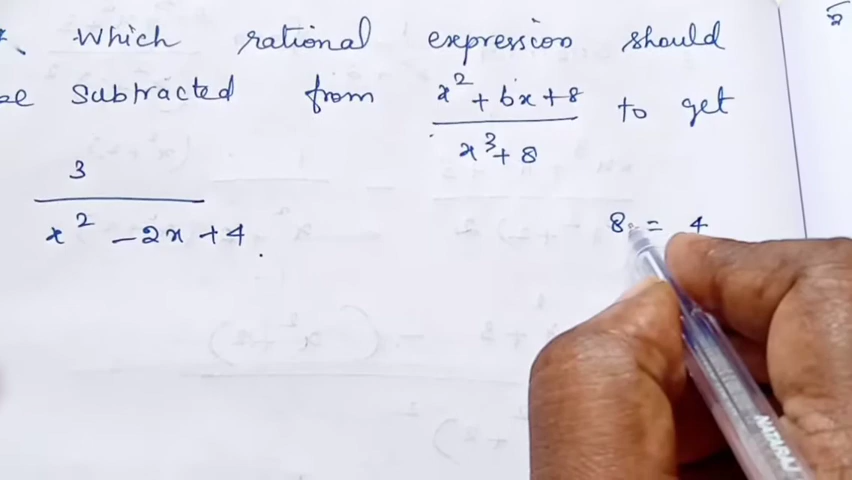 Which rational expression should
be subtracted from x² + 6x + 8 / x³ + 8 to get
3 / x² - 2x + 4 .
8 = 4
NATARAJ